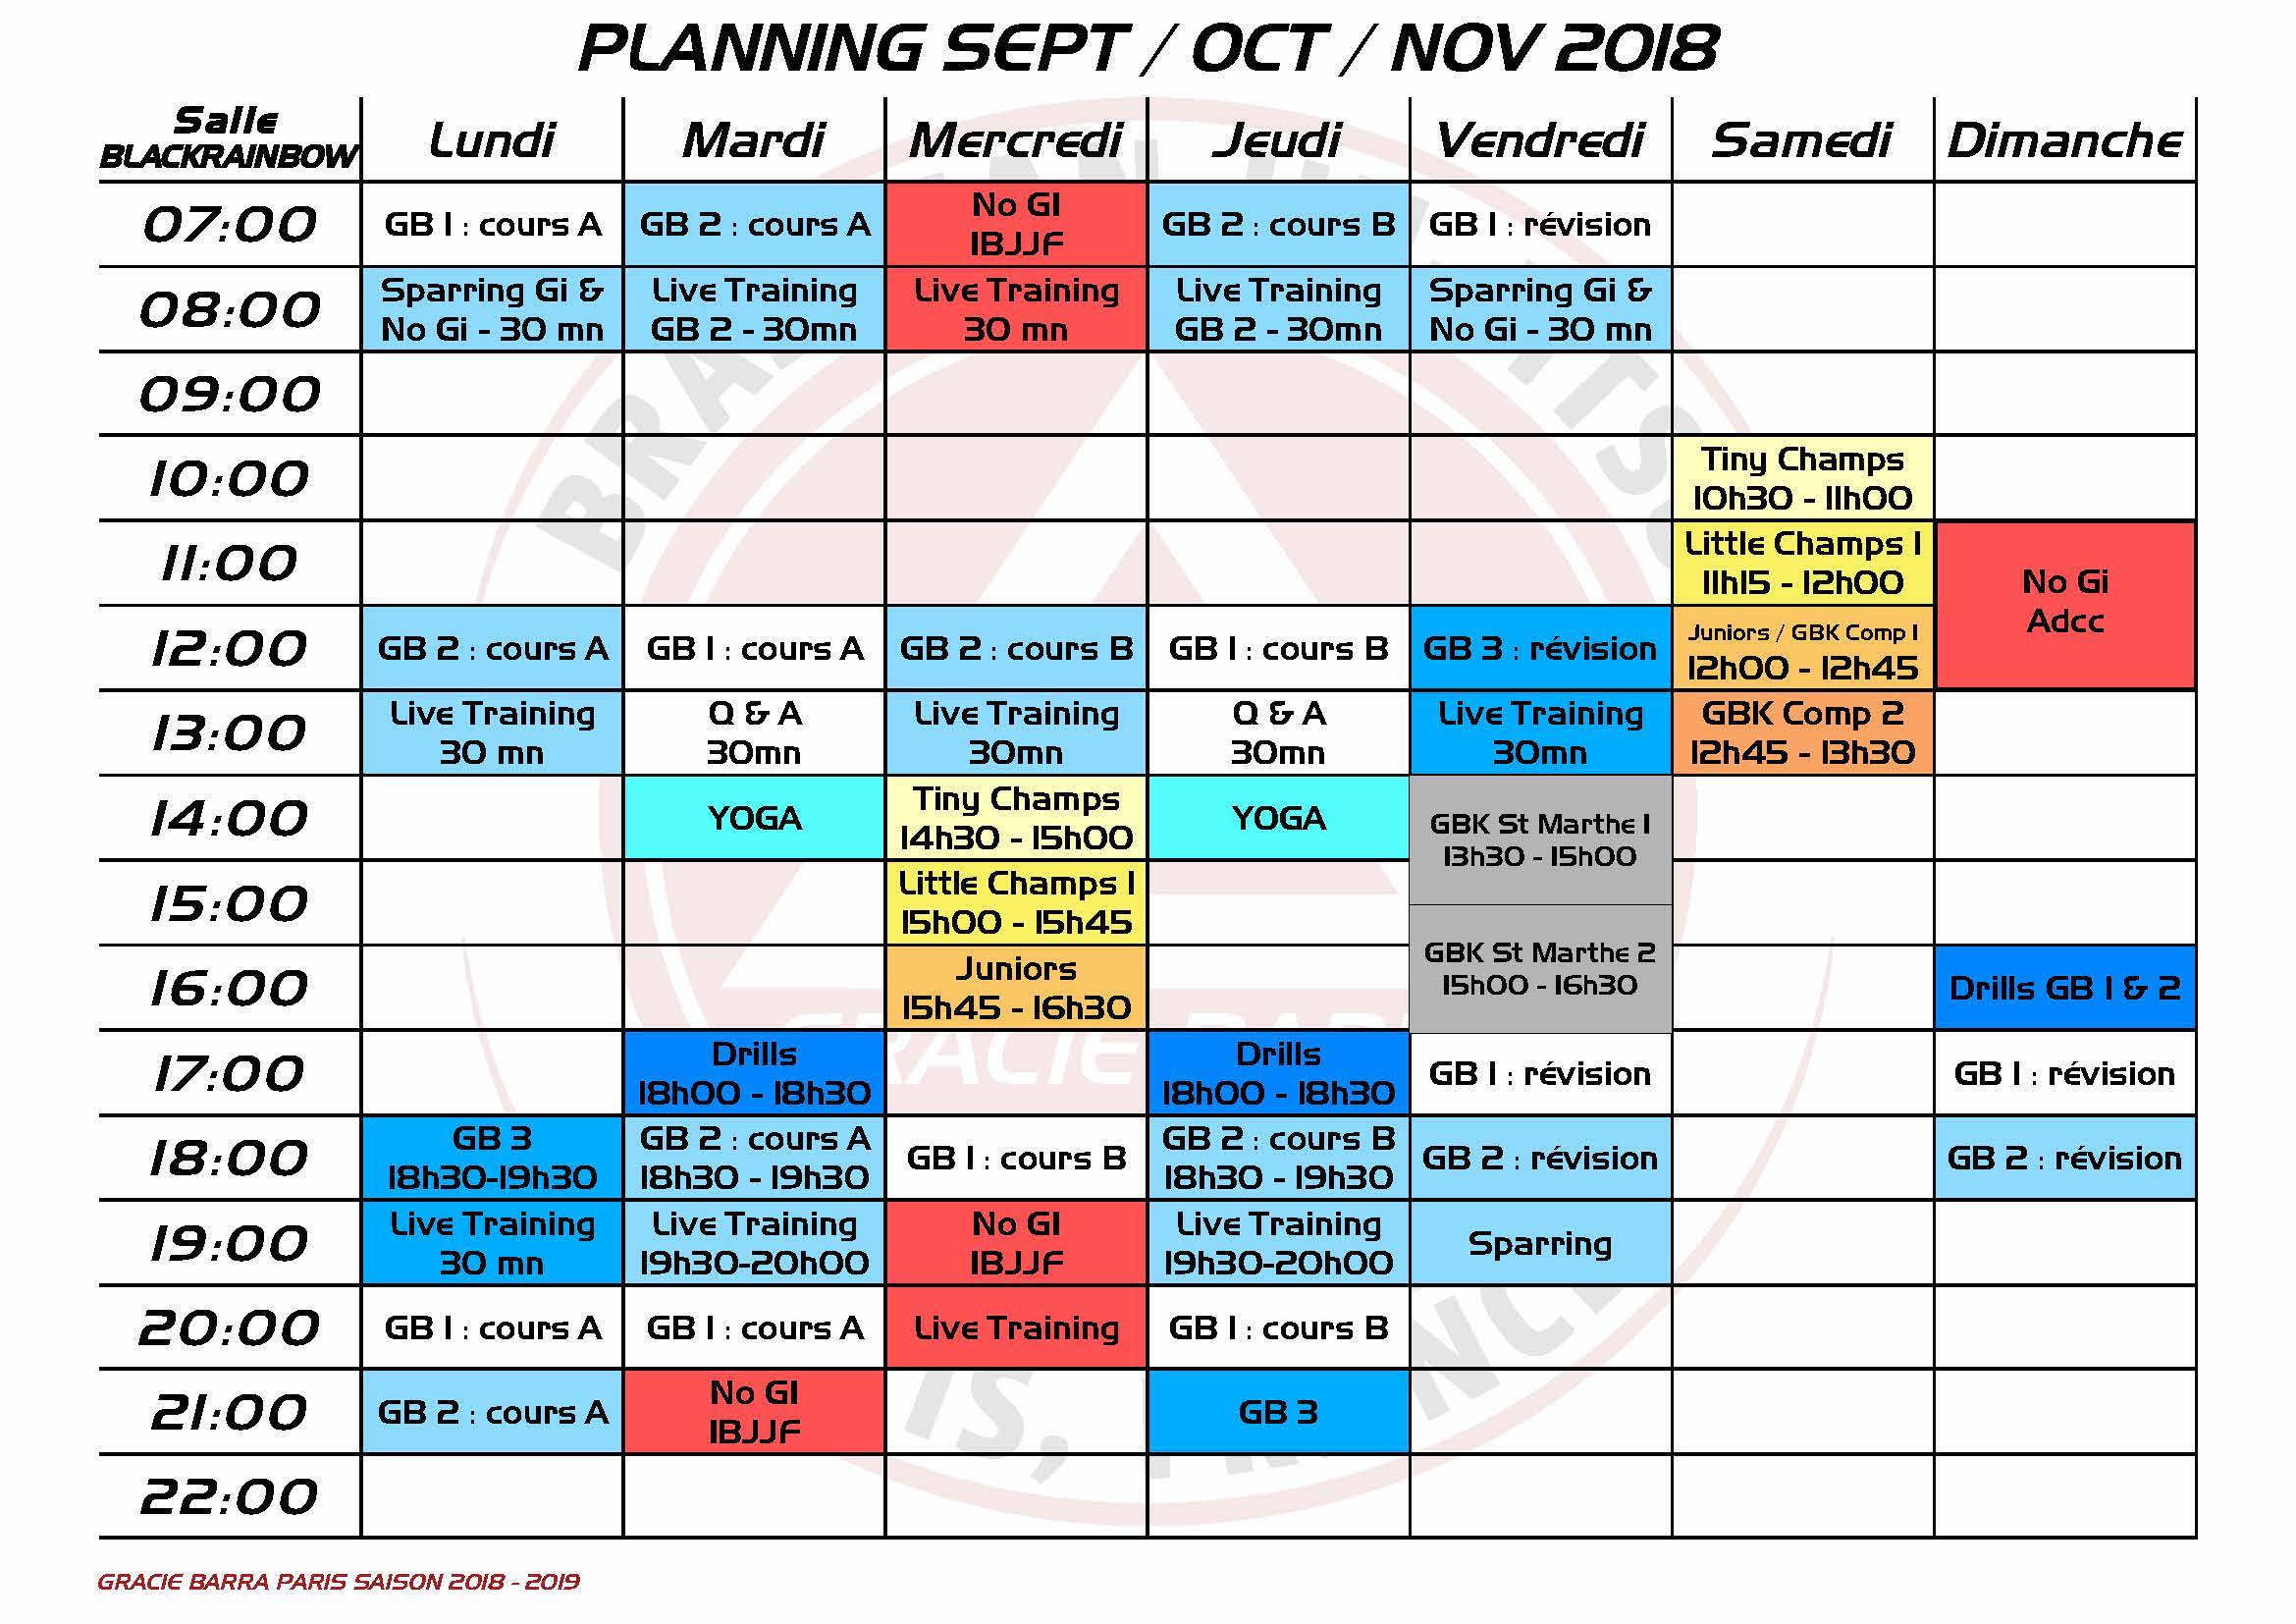 PLANNING SEPT / OCT / NOV 2018
Salle
BLACKRAINBOW
Lundi
Mardi
Mercredi
Jeudi
Vendredi
Samedi
Dimanche
07:00
GB 1 : cours A
GB 2 : cours A
No GI
IBJJF
GB 2 : cours B
GB 1 : révision
08:00
Sparring Gi &
No Gi - 30 mn
Live Training
GB 2 - 30mn
Live Training
30 mn
Live Training
GB 2 - 30mn
Sparring Gi &
No Gi - 30 mn
09:00
10:00
Tiny Champs
10h30 - 11h00
11:00
Little Champs 1
11h15 - 12h00
No Gi
Adcc
12:00
GB 2 : cours A
GB 1 : cours A
GB 2 : cours B
GB 1 : cours B
GB 3 : révision
Juniors / GBK Comp 1
12h00 - 12h45
13:00
Live Training
30 mn
Q & A
30mn
Live Training
30mn
Q & A
30mn
Live Training
30mn
GBK Comp 2
12h45 - 13h30
14:00
YOGA
Tiny Champs
14h30 - 15h00
YOGA
GBK St Marthe 1
13h30 - 15h00
15:00
Little Champs 1
15h00 - 15h45
GBK St Marthe 2
15h00 - 16h30
16:00
Juniors
15h45 - 16h30
Drills GB 1 & 2
17:00
Drills
18h00 - 18h30
Drills
18h00 - 18h30
GB 1 : révision
GB 1 : révision
18:00
GB 3
18h30-19h30
GB 2 : cours A
18h30 - 19h30
GB 1 : cours B
GB 2 : cours B
18h30 - 19h30
GB 2 : révision
GB 2 : révision
19:00
Live Training
30 mn
Live Training
19h30-20h00
No GI
IBJJF
Live Training
19h30-20h00
Sparring
20:00
GB 1 : cours A
GB 1 : cours A
Live Training
GB 1 : cours B
21:00
GB 2 : cours A
No GI
IBJJF
GB 3
22:00
GRACIE BARRA PARIS SAISON 2018 - 2019